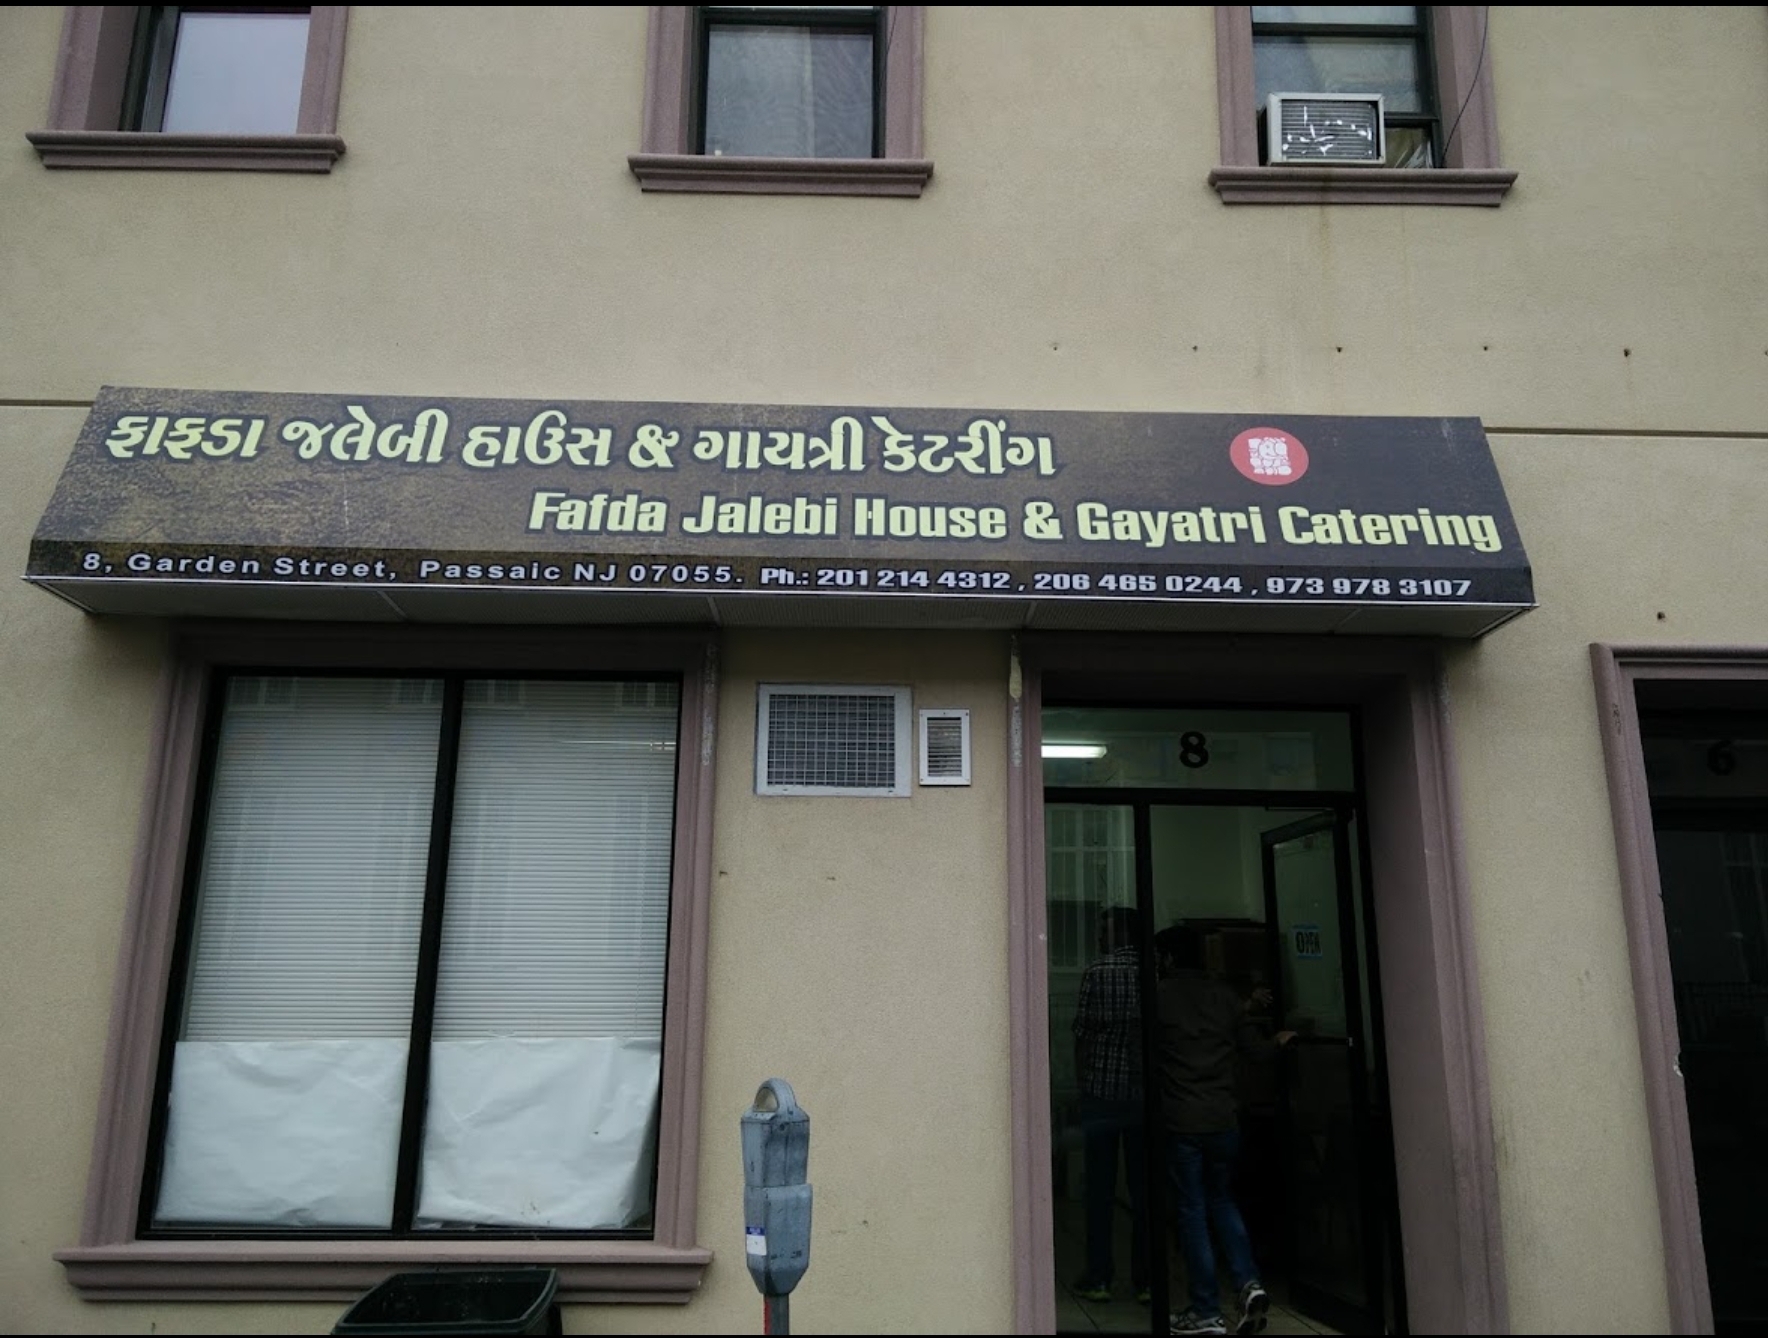 ફાફડા જલેબી હાઉસ & ગાયત્રી કેટરીંગ
Fafda Jalebi House & Gayatri Catering
8, Garden Street, Passaic NJ 07055. Ph.: 201 214 4312 , 206 465 0244 , 973 978 3107
8
6
OPEN